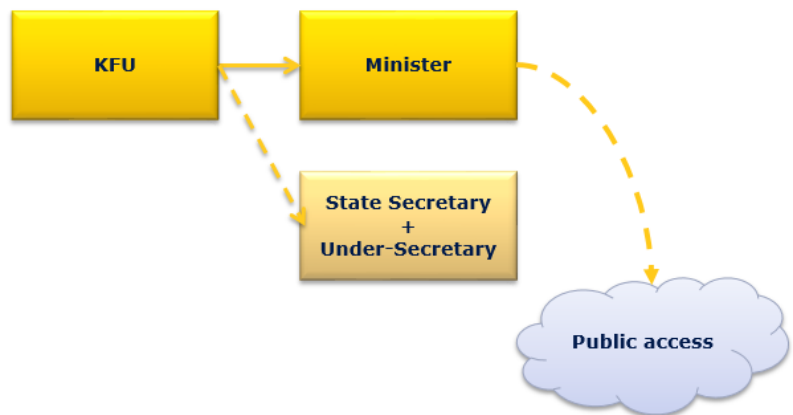 KFU
Minister
State Secretary
+
Under-Secretary
Public access